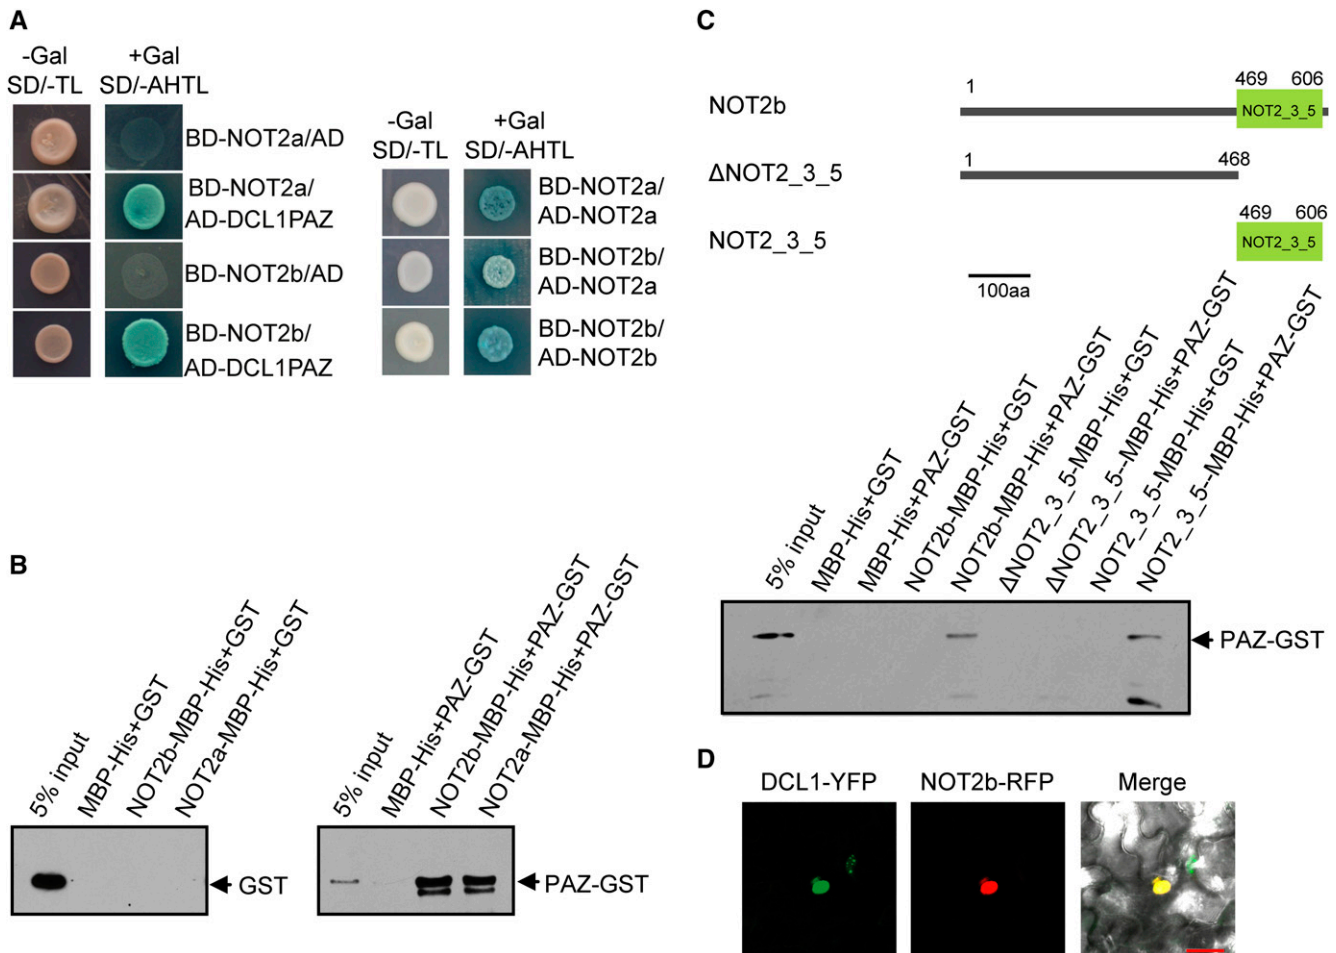 A
-Gal
SD/-TL
+Gal
SD/-AHTL
BD-NOT2a/AD
BD-NOT2a/
AD-DCL1PAZ
BD-NOT2b/AD
BD-NOT2b/
AD-DCL1PAZ
-Gal
SD/-TL
+Gal
SD/-AHTL
BD-NOT2a/
AD-NOT2a
BD-NOT2b/
AD-NOT2a
BD-NOT2b/
AD-NOT2b
B
5% input
MBP-His+GST
NOT2b-MBP-His+GST
NOT2a-MBP-His+GST
GST
5% input
MBP-His+PAZ-GST
NOT2b-MBP-His+PAZ-GST
NOT2a-MBP-His+PAZ-GST
PAZ-GST
C
NOT2b
1
469 606
NOT2_3_5
ΔNOT2_3_5
1
468
NOT2_3_5
469 606
NOT2_3_5
100aa
5% input
MBP-His+GST
MBP-His+PAZ-GST
NOT2b-MBP-His+GST
NOT2b-MBP-His+PAZ-GST
ΔNOT2_3_5-MBP-His+GST
ΔNOT2_3_5--MBP-His+PAZ-GST
NOT2_3_5-MBP-His+GST
NOT2_3_5--MBP-His+PAZ-GST
PAZ-GST
D
DCL1-YFP
NOT2b-RFP
Merge